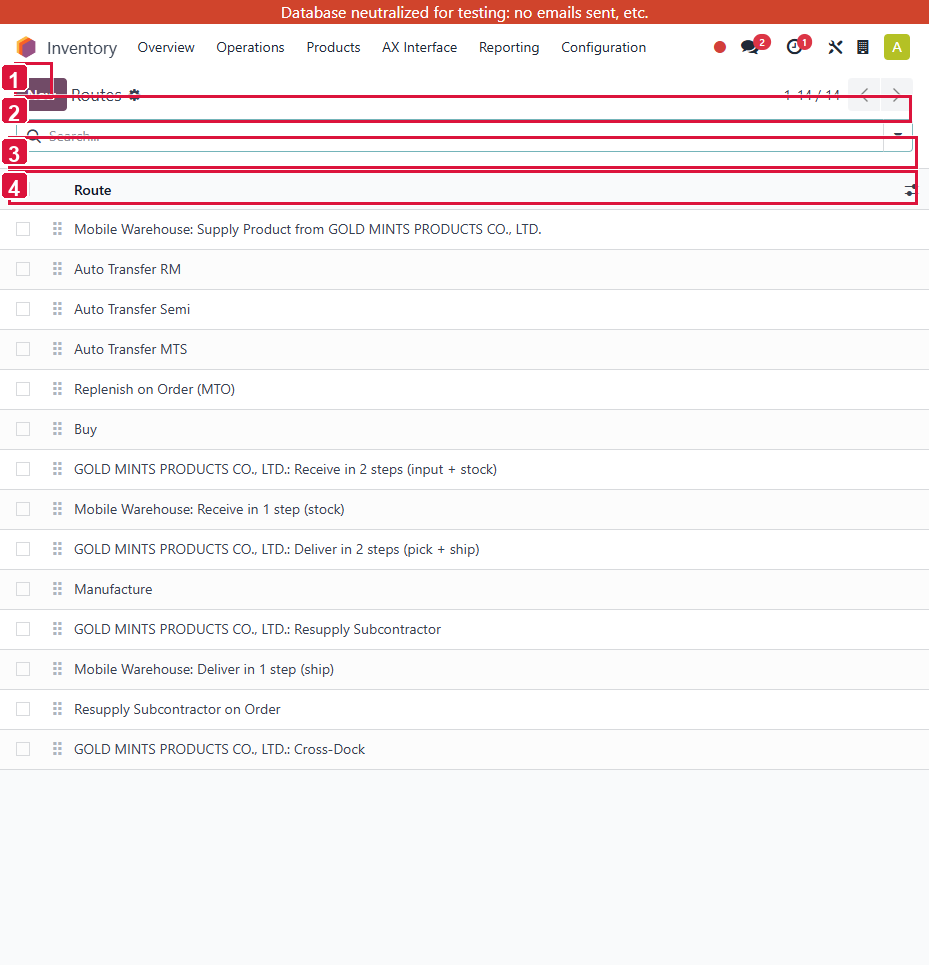 Database neutralized for testing: no emails sent, etc.
Inventory Overview Operations Products AX Interface Reporting Configuration 2 1 A
1
New Routes 1-14 / 14
2
Search...
3
4
Route
Mobile Warehouse: Supply Product from GOLD MINTS PRODUCTS CO., LTD.
Auto Transfer RM
Auto Transfer Semi
Auto Transfer MTS
Replenish on Order (MTO)
Buy
GOLD MINTS PRODUCTS CO., LTD.: Receive in 2 steps (input + stock)
Mobile Warehouse: Receive in 1 step (stock)
GOLD MINTS PRODUCTS CO., LTD.: Deliver in 2 steps (pick + ship)
Manufacture
GOLD MINTS PRODUCTS CO., LTD.: Resupply Subcontractor
Mobile Warehouse: Deliver in 1 step (ship)
Resupply Subcontractor on Order
GOLD MINTS PRODUCTS CO., LTD.: Cross-Dock